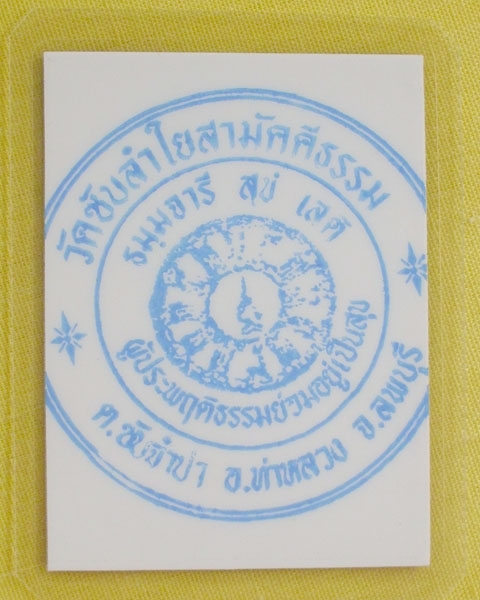 วัดซับลำใยสามัคคีธรรม
ธมฺมจารี สุขํ เสติ
ผู้ประพฤติธรรมย่อมอยู่เป็นสุข
ต.ซับจำปา อ.ท่าหลวง จ.ลพบุรี